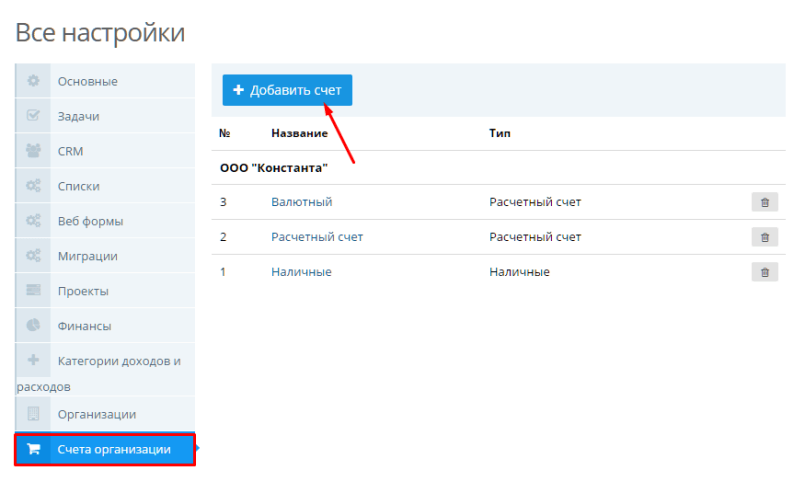 Все настройки
Основные
Задачи
CRM
Списки
Веб формы
Миграции
Проекты
Финансы
Категории доходов и
расходов
Организации
Счета организации
Добавить счет
№ Название Тип
ООО "Константа"
3 Валютный Расчетный счет
2 Расчетный счет Расчетный счет
1 Наличные Наличные